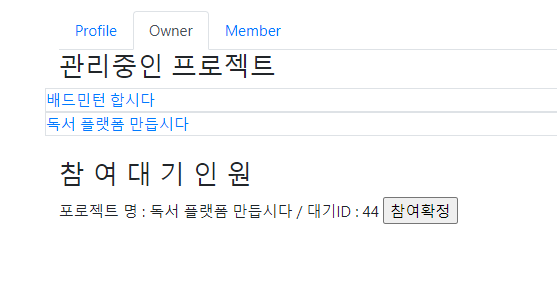 Profile Owner Member
관리중인 프로젝트
배드민턴 합시다
독서 플랫폼 만듭시다
참 여 대 기 인 원
포로젝트 명 : 독서 플랫폼 만듭시다 / 대기ID : 44 참여확정